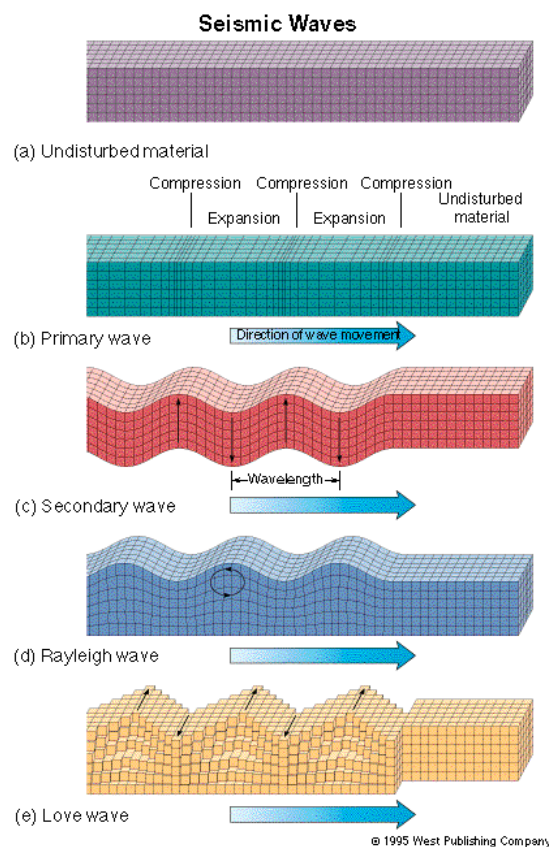 Seismic Waves
(a) Undisturbed material
Compression Compression Compression
Expansion Expansion Undisturbed
material
(b) Primary wave
Direction of wave movement
Wavelength
(c) Secondary wave
(d) Rayleigh wave
(e) Love wave
© 1995 West Publishing Company